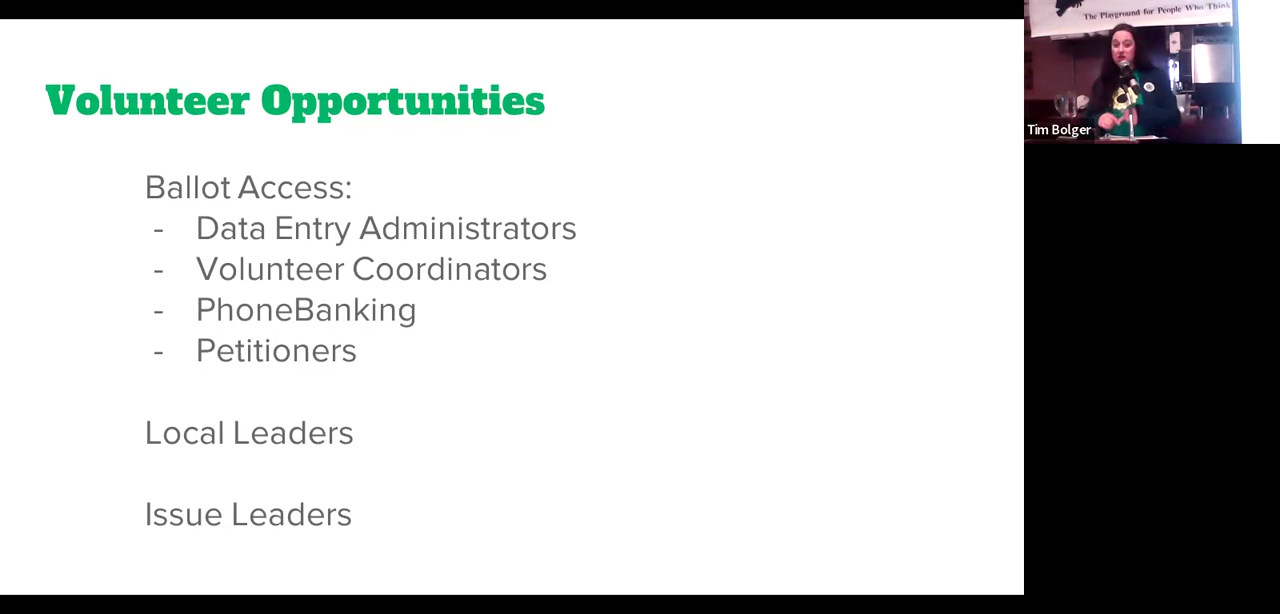 Volunteer Opportunities
Ballot Access:
- Data Entry Administrators
- Volunteer Coordinators
- PhoneBanking
- Petitioners
Local Leaders
Issue Leaders
The Playground for People Who Think
Tim Bolger